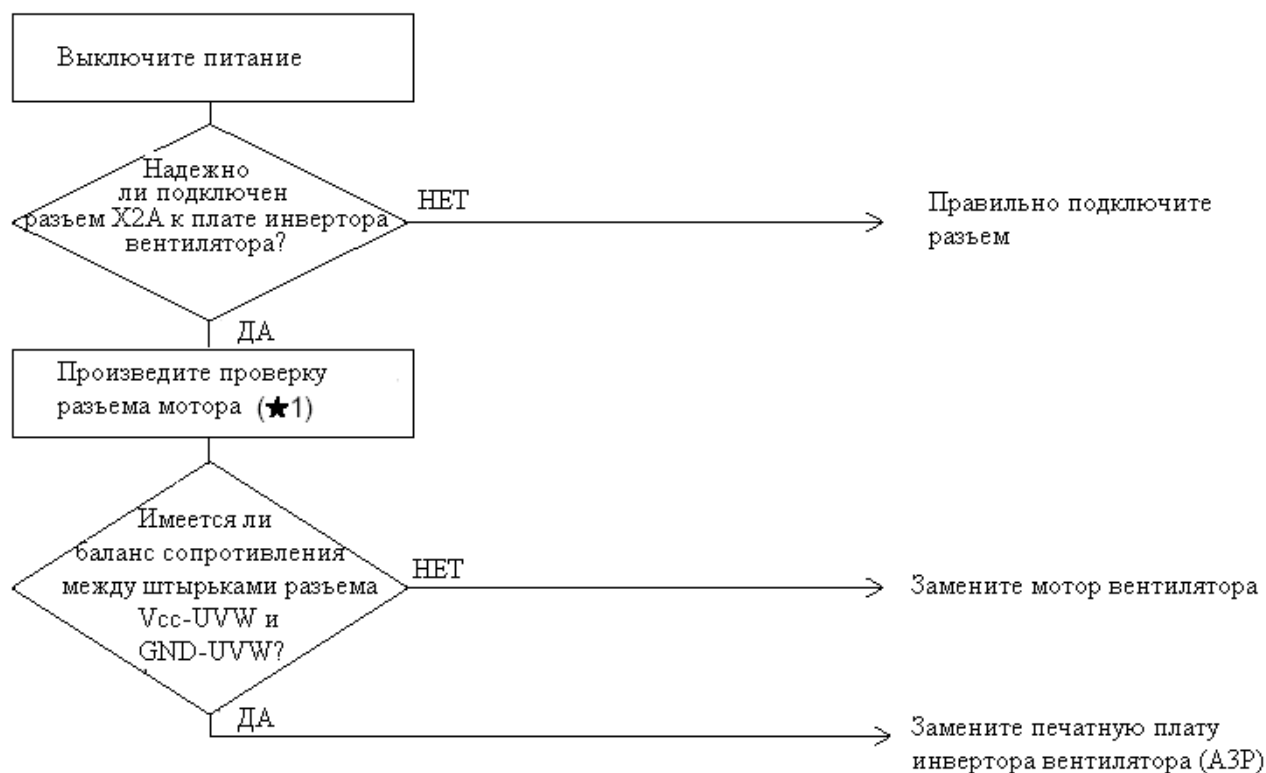 Выключите питание
Надежно
ли подключен
разъем X2A к плате инвертора
вентилятора?
НЕТ
Правильно подключите
разъем
ДА
Произведите проверку
разъема мотора (★1)
Имеется ли
баланс сопротивления
между штырьками разъема
Vcc-UVW и
GND-UVW?
НЕТ
Замените мотор вентилятора
ДА
Замените печатную плату
инвертора вентилятора (A3P)